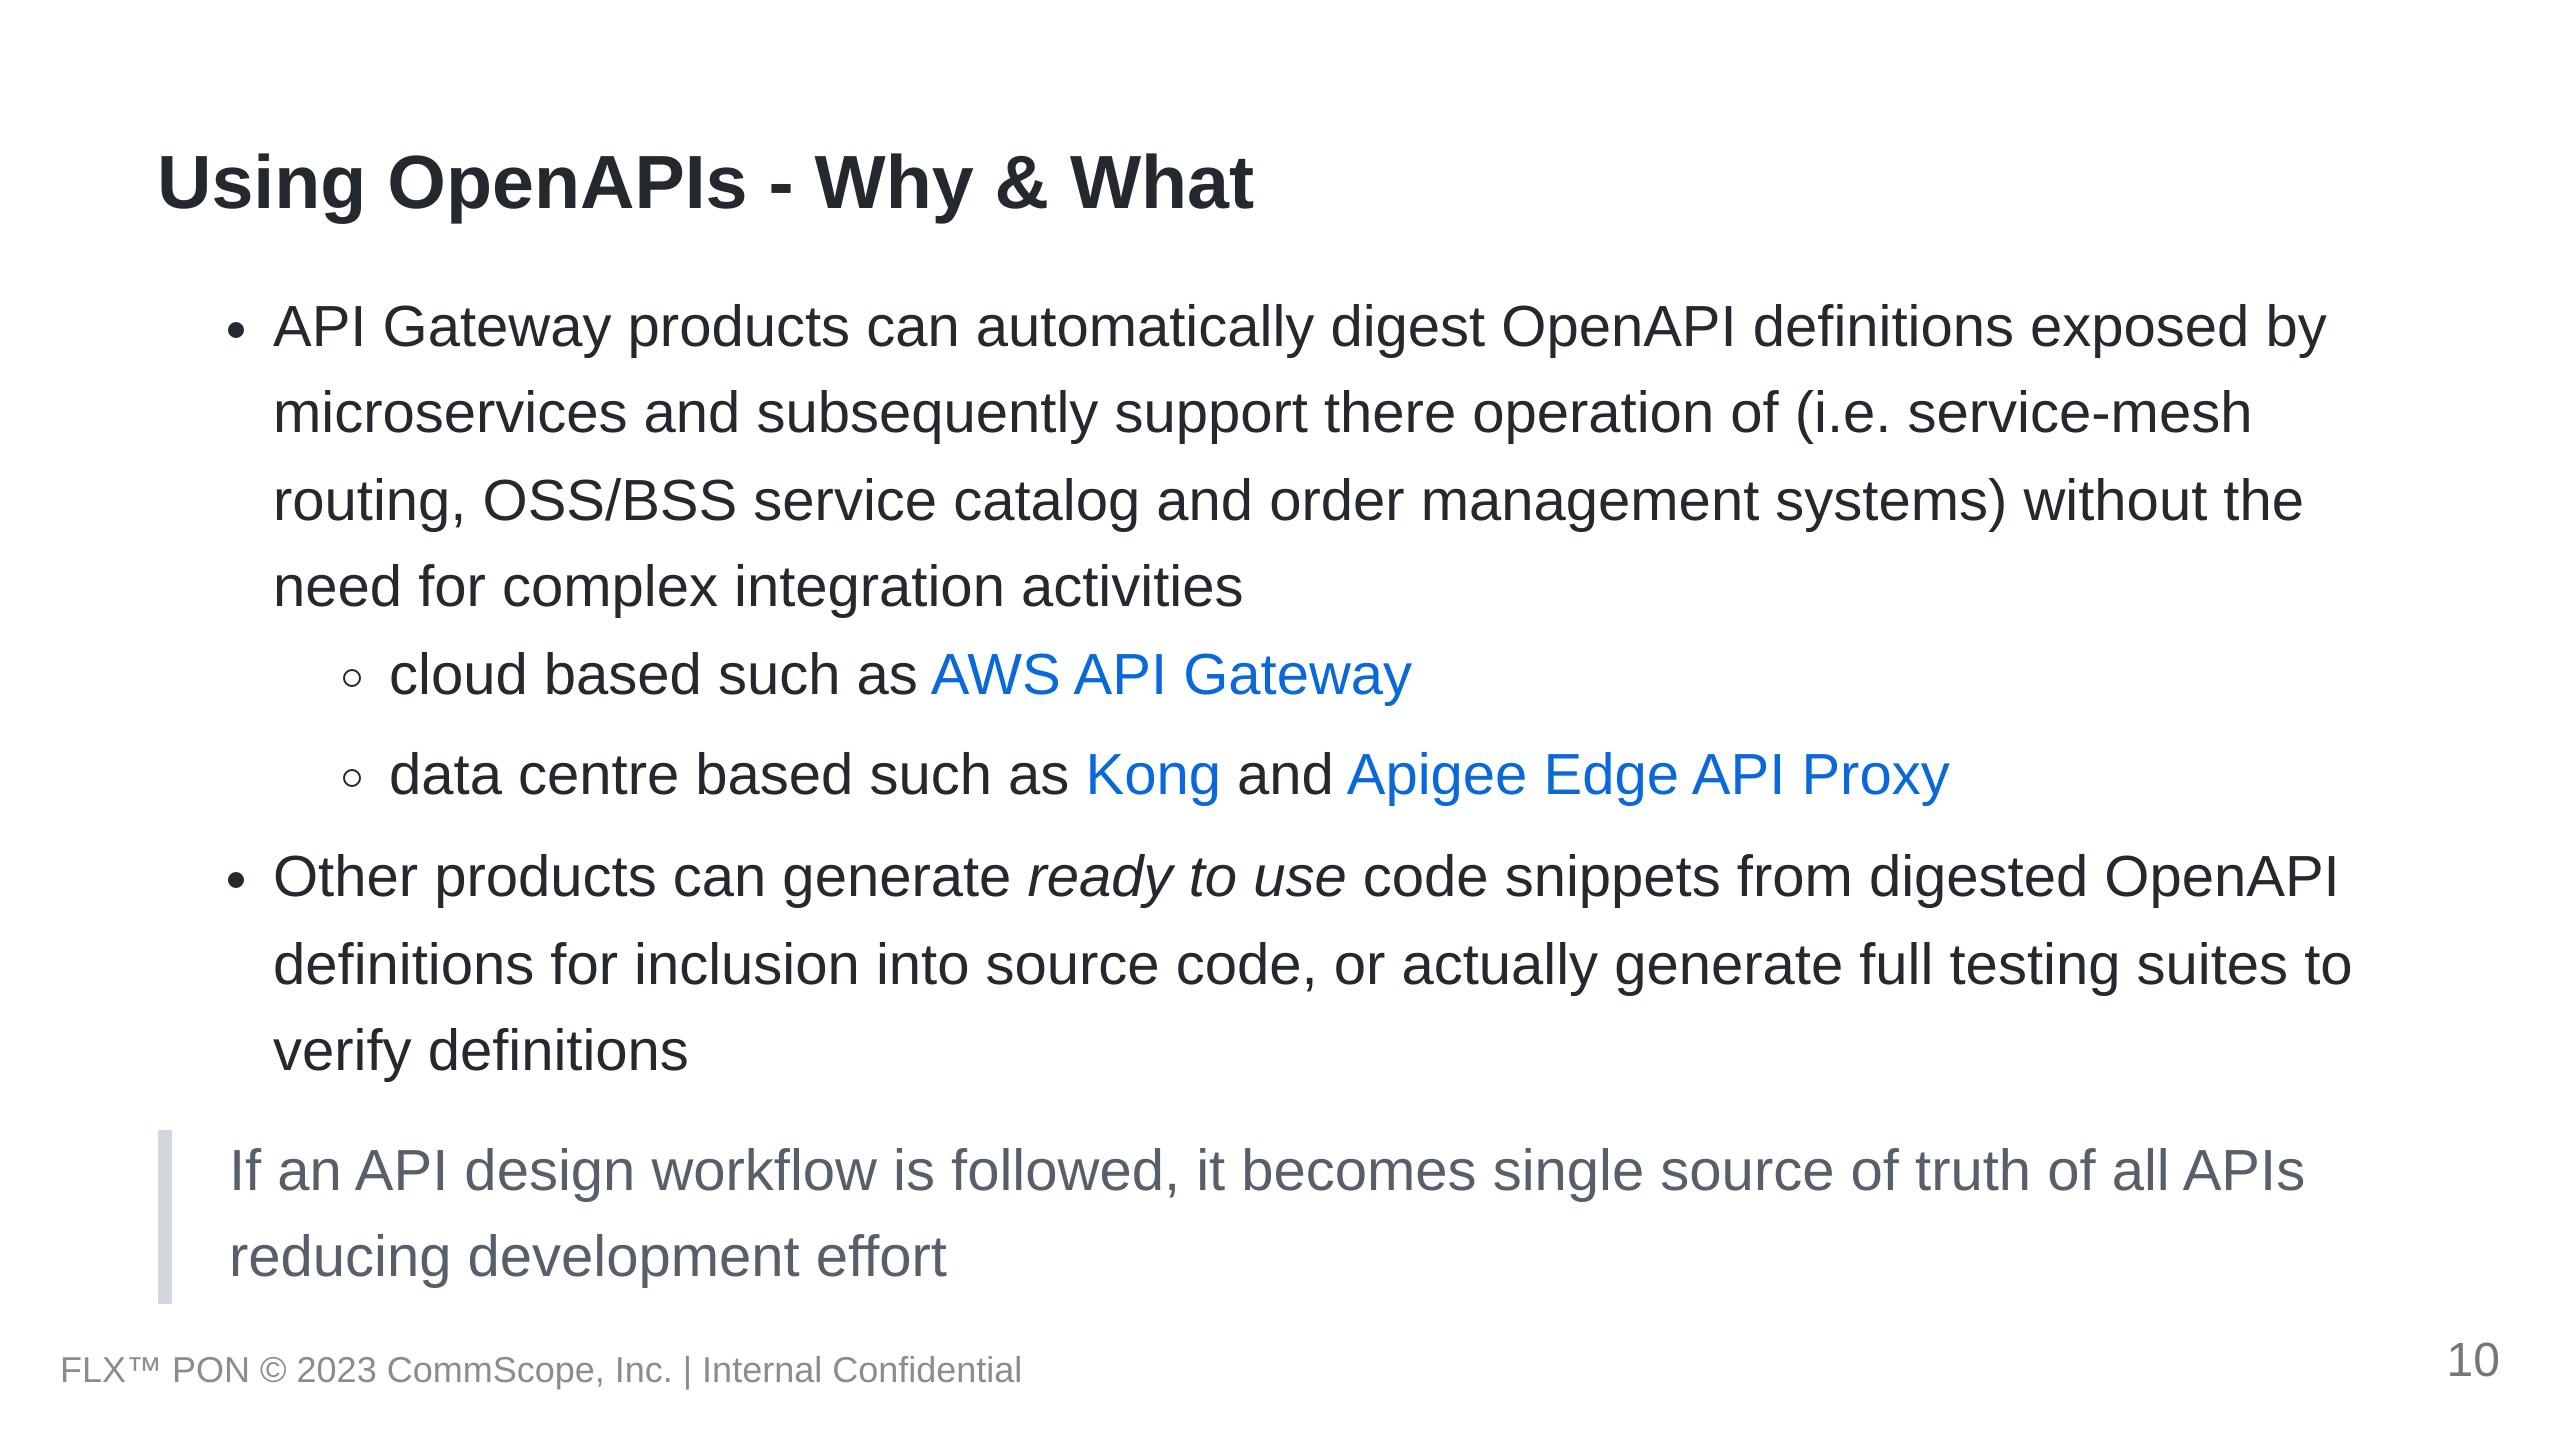 Using OpenAPIs - Why & What
• API Gateway products can automatically digest OpenAPI definitions exposed by
microservices and subsequently support there operation of (i.e. service-mesh
routing, OSS/BSS service catalog and order management systems) without the
need for complex integration activities
◦ cloud based such as AWS API Gateway
◦ data centre based such as Kong and Apigee Edge API Proxy
• Other products can generate ready to use code snippets from digested OpenAPI
definitions for inclusion into source code, or actually generate full testing suites to
verify definitions
If an API design workflow is followed, it becomes single source of truth of all APIs
reducing development effort
FLX™ PON © 2023 CommScope, Inc. | Internal Confidential
10